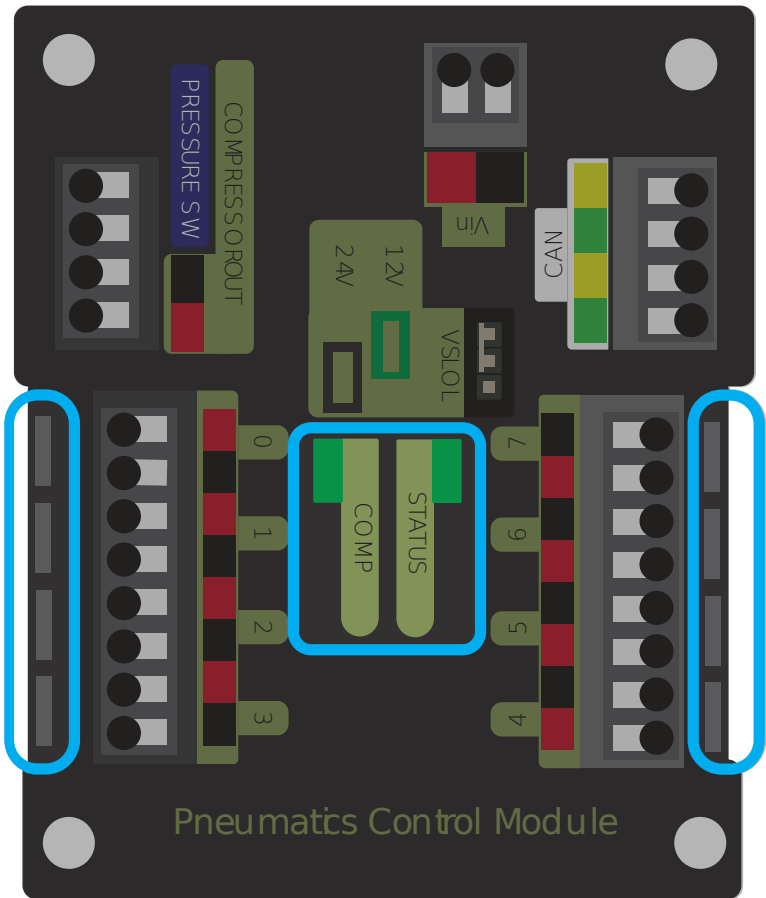 PRESSURE SW
COMPRESSOR OUT
Vin
CAN
24V
12V
VSLOL
0
1
2
3
COMP
STATUS
7
6
5
4
Pneumatics Control Module